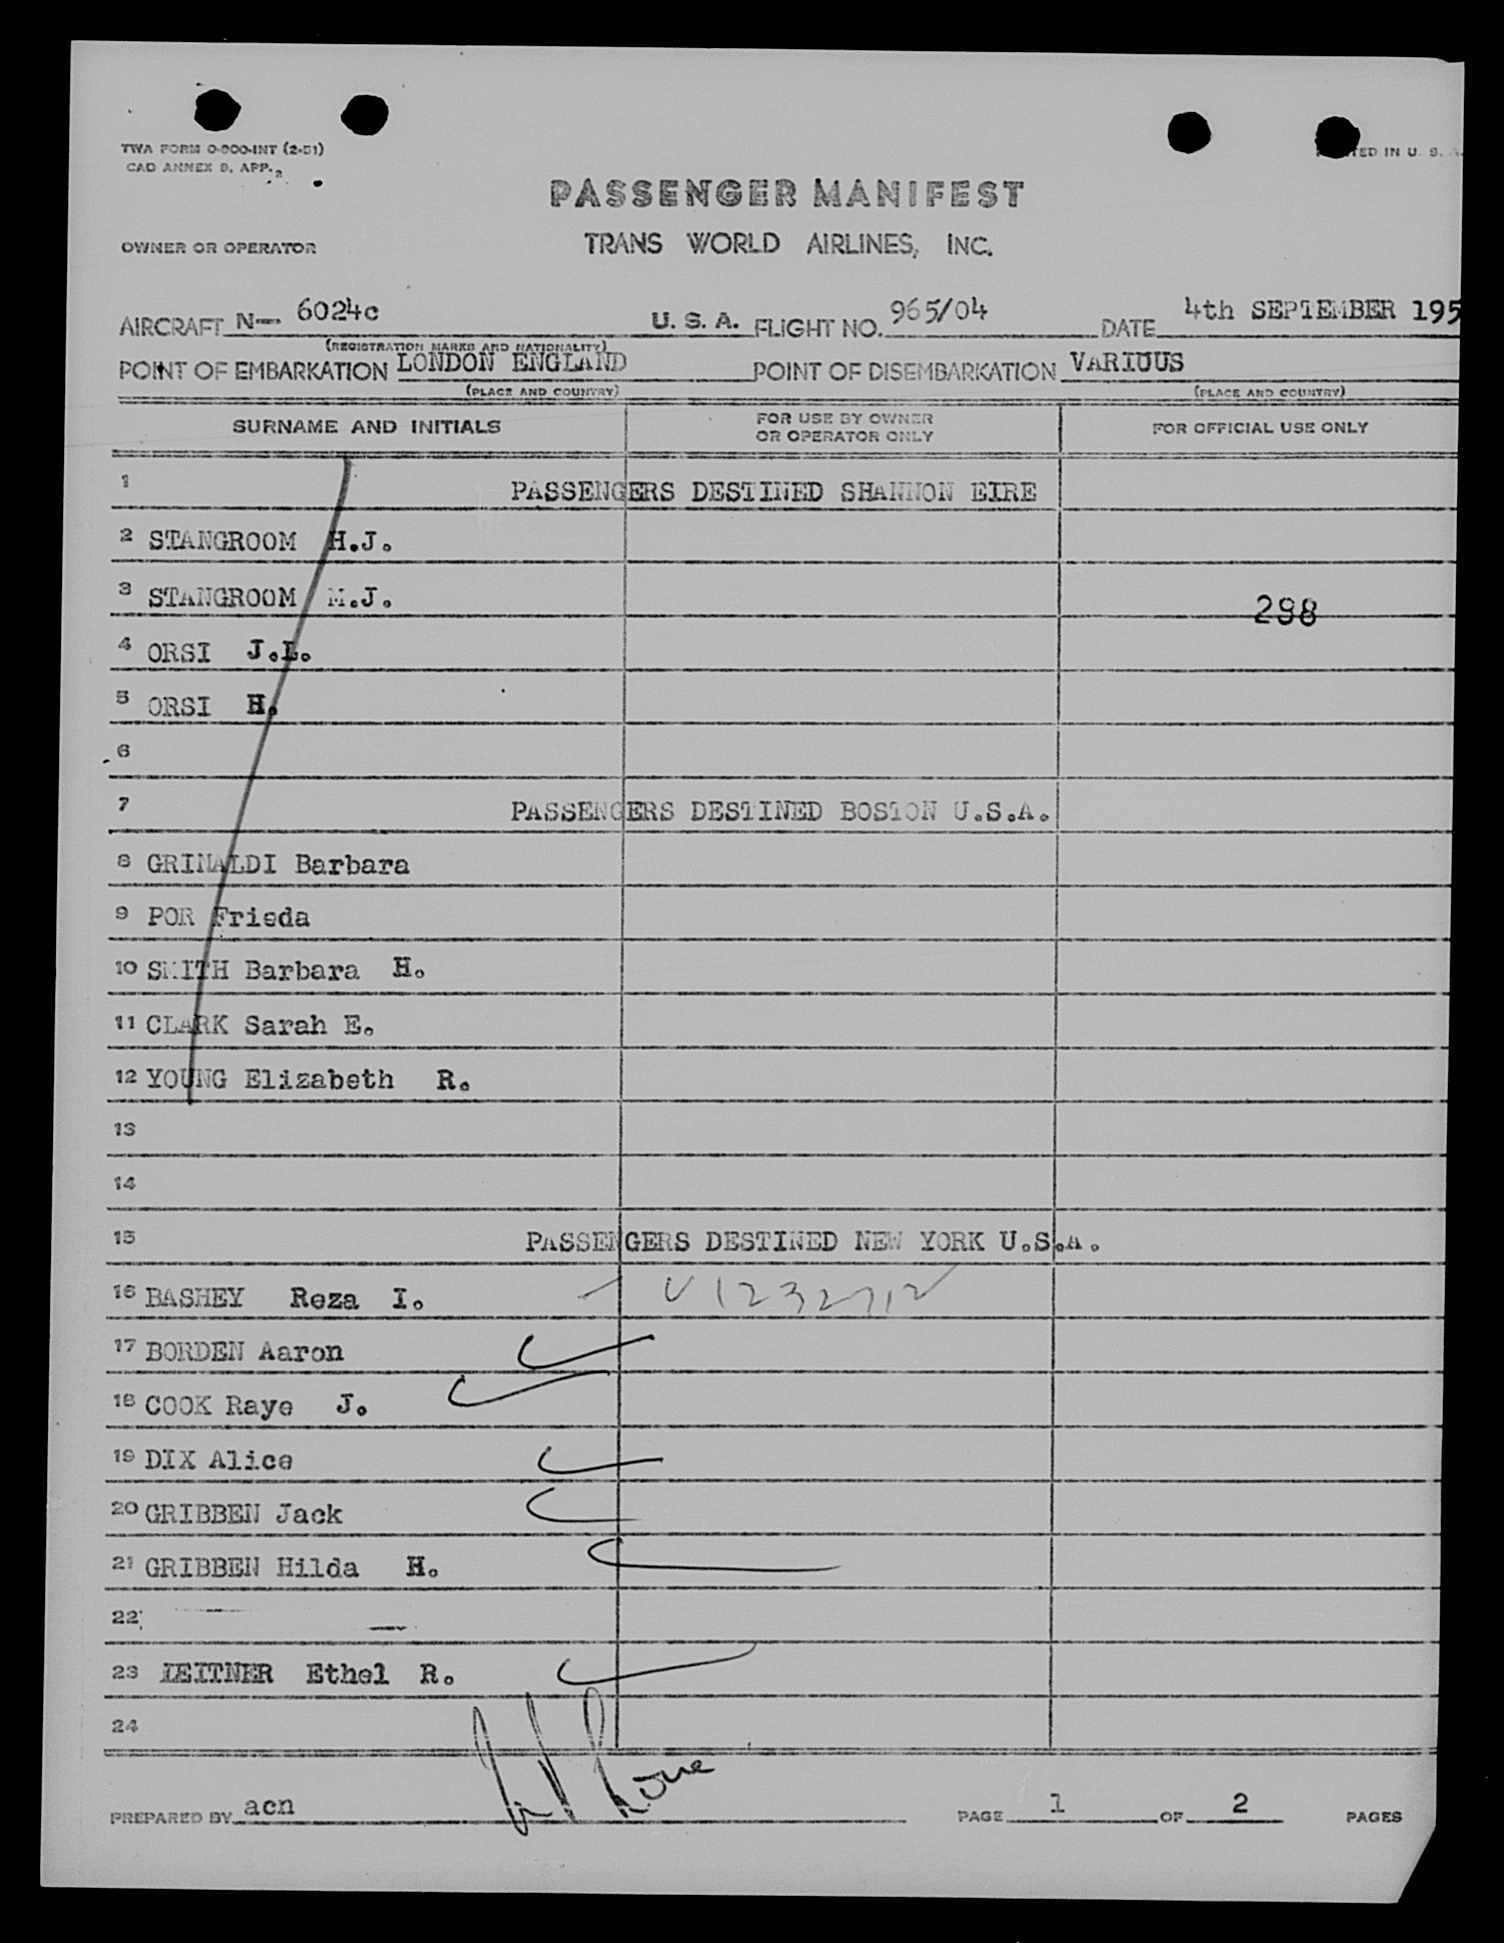 TWA FORM O-900-INT (2-51)
CAD ANNEX 9, APP. 2
IN U. S. A.
PASSENGER MANIFEST
OWNER OR OPERATOR TRANS WORLD AIRLINES, INC.
AIRCRAFT N- 6024c U. S. A. FLIGHT NO. 965/04 DATE 4th SEPTEMBER 195
(REGISTRATION MARKS AND NATIONALITY)
POINT OF EMBARKATION LONDON ENGLAND POINT OF DISEMBARKATION VARIOUS
(PLACE AND COUNTRY) (PLACE AND COUNTRY)
SURNAME AND INITIALS FOR USE BY OWNER OR OPERATOR ONLY FOR OFFICIAL USE ONLY
1 PASSENGERS DESTINED SHANNON EIRE
2 STANGROOM H.J.
3 STANGROOM M.J. 298
4 ORSI J.L.
5 ORSI H.
6
7 PASSENGERS DESTINED BOSTON U.S.A.
8 GRIMALDI Barbara
9 POR Frieda
10 SMITH Barbara H.
11 CLARK Sarah E.
12 YOUNG Elizabeth R.
13
14
15 PASSENGERS DESTINED NEW YORK U.S.A.
16 BASHEY Reza I. V1232712
17 BORDEN Aaron
18 COOK Raye J.
19 DIX Alice
20 GRIBBEN Jack
21 GRIBBEN Hilda H.
22
23 LEITNER Ethel R.
24
PREPARED BY acn PAGE 1 OF 2 PAGES